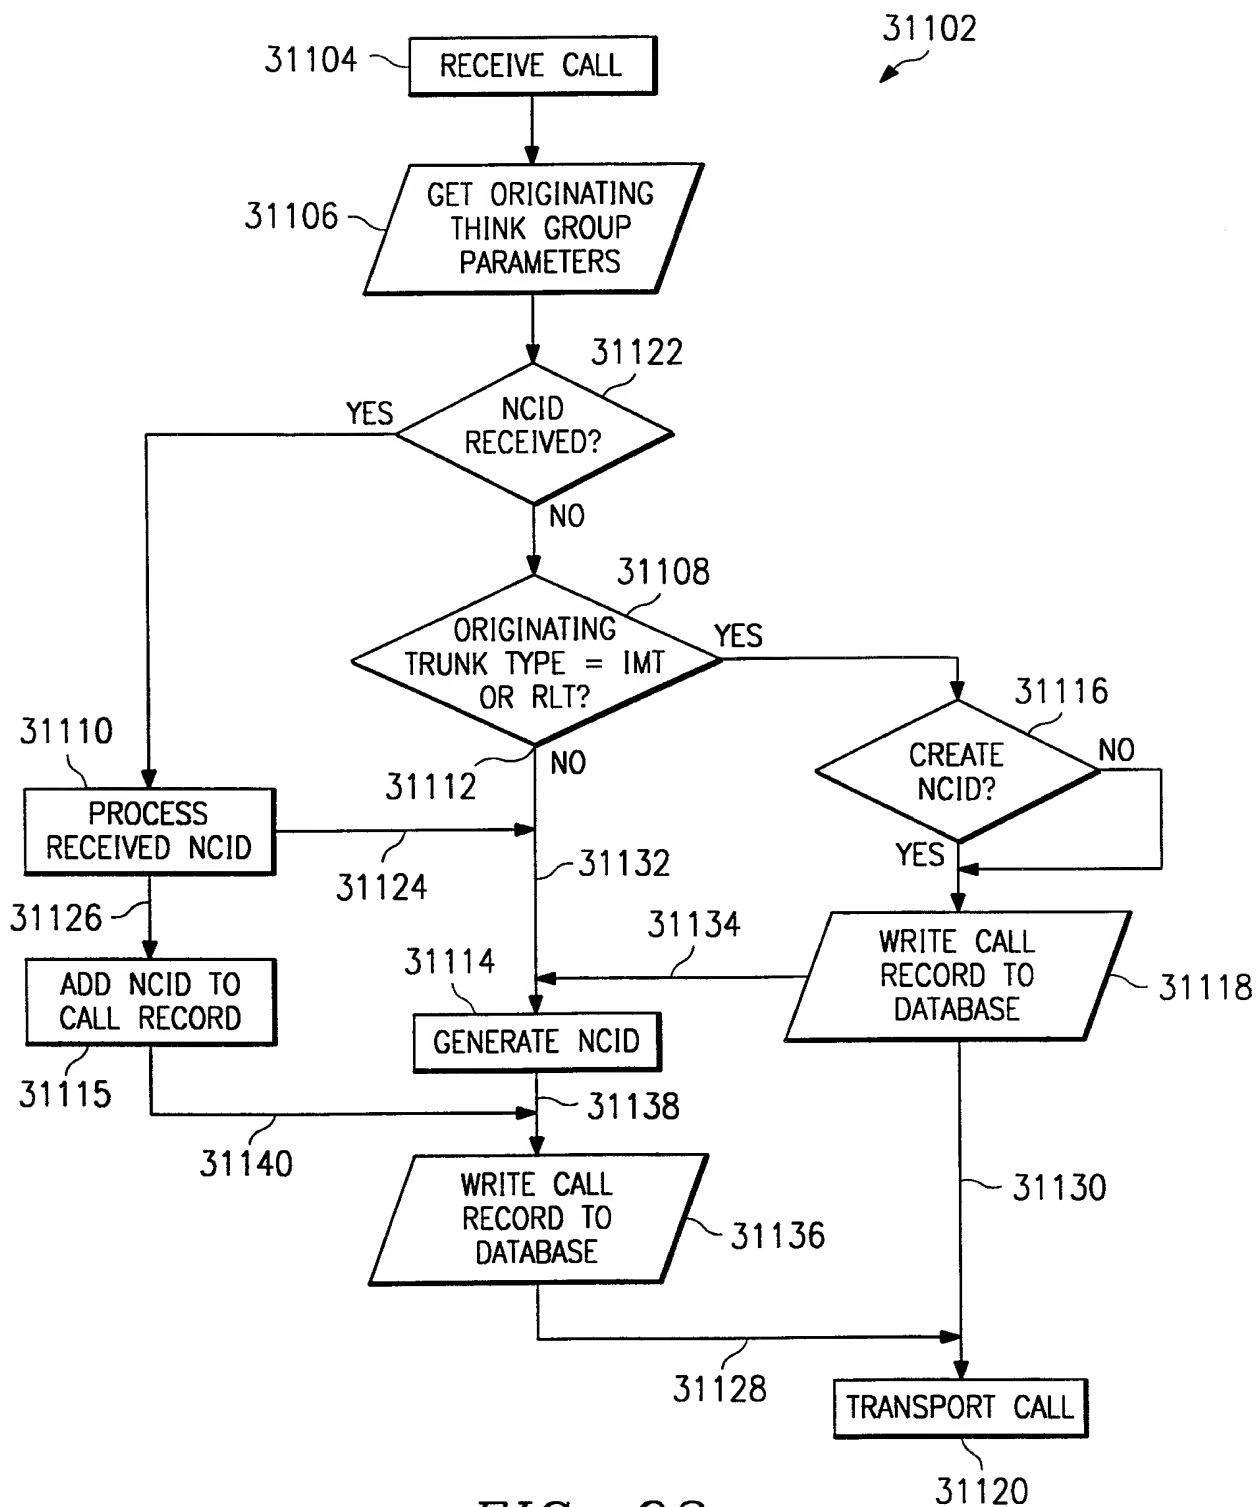 31102
31104
RECEIVE CALL
31106
GET ORIGINATING
THINK GROUP
PARAMETERS
31122
YES
NCID
RECEIVED?
NO
31108
ORIGINATING
TRUNK TYPE = IMT
OR RLT?
YES
31116
31110
31112
NO
CREATE
NCID?
NO
PROCESS
RECEIVED NCID
31124
31132
YES
31126
31134
ADD NCID TO
CALL RECORD
31114
GENERATE NCID
WRITE CALL
RECORD TO
DATABASE
31118
31115
31138
31140
WRITE CALL
RECORD TO
DATABASE
31136
31130
31128
TRANSPORT CALL
31120